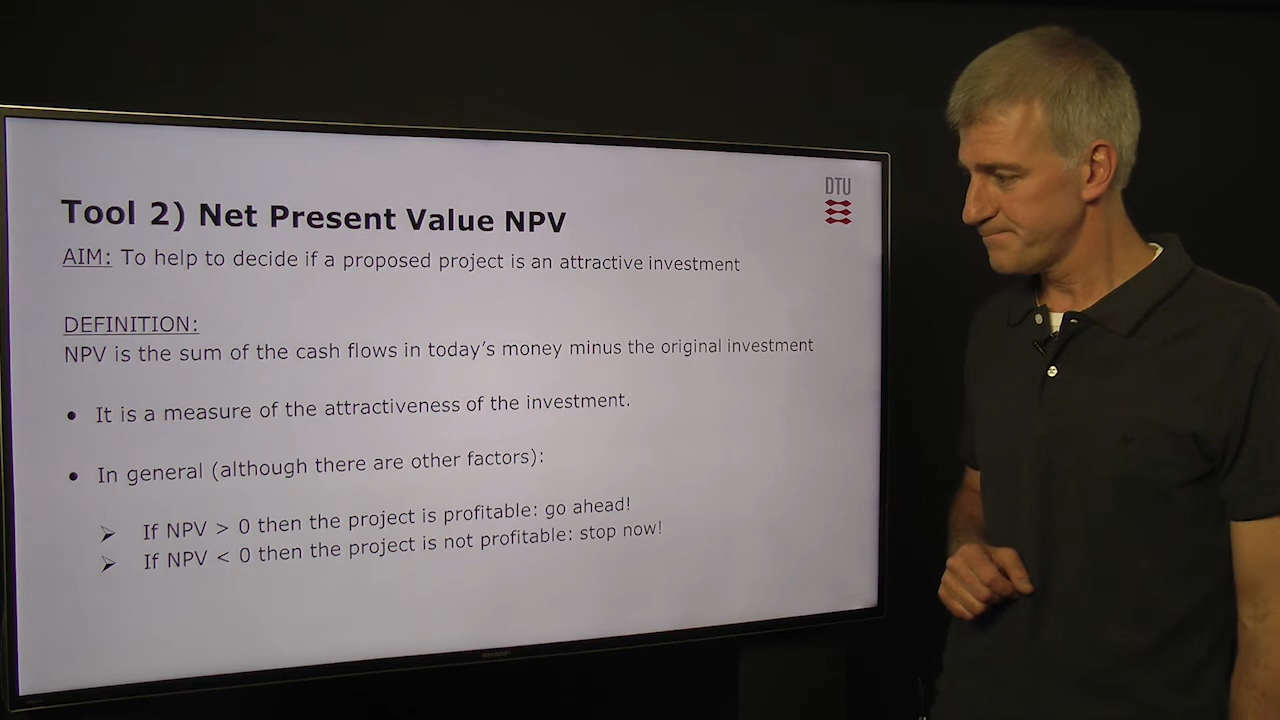 DTU
Tool 2) Net Present Value NPV
AIM: To help to decide if a proposed project is an attractive investment
DEFINITION:
NPV is the sum of the cash flows in today's money minus the original investment
• It is a measure of the attractiveness of the investment.
• In general (although there are other factors):
➢ If NPV > 0 then the project is profitable: go ahead!
➢ If NPV < 0 then the project is not profitable: stop now!
SHARP